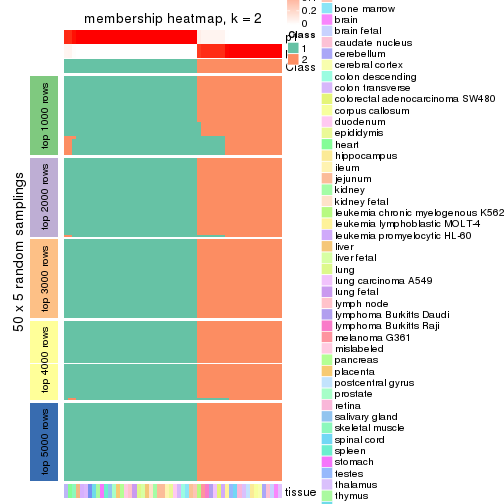 membership heatmap, k = 2
p1
Class
50 x 5 random samplings
top 1000 rows
top 2000 rows
top 3000 rows
top 4000 rows
top 5000 rows
tissue
0.2
0
Class
1
2
bone marrow
brain
brain fetal
caudate nucleus
cerebellum
cerebral cortex
colon descending
colon transverse
colorectal adenocarcinoma SW480
corpus callosum
duodenum
epididymis
heart
hippocampus
ileum
jejunum
kidney
kidney fetal
leukemia chronic myelogenous K562
leukemia lymphoblastic MOLT-4
leukemia promyelocytic HL-60
liver
liver fetal
lung
lung carcinoma A549
lung fetal
lymph node
lymphoma Burkitts Daudi
lymphoma Burkitts Raji
melanoma G361
mislabeled
pancreas
placenta
postcentral gyrus
prostate
retina
salivary gland
skeletal muscle
spinal cord
spleen
stomach
testes
thalamus
thymus